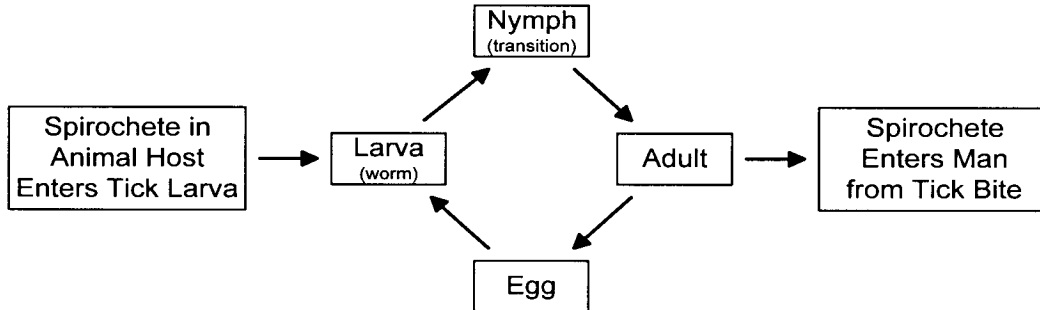 Nymph
(transition)
Spirochete in
Animal Host
Enters Tick Larva
Larva
(worm)
Adult
Spirochete
Enters Man
from Tick Bite
Egg